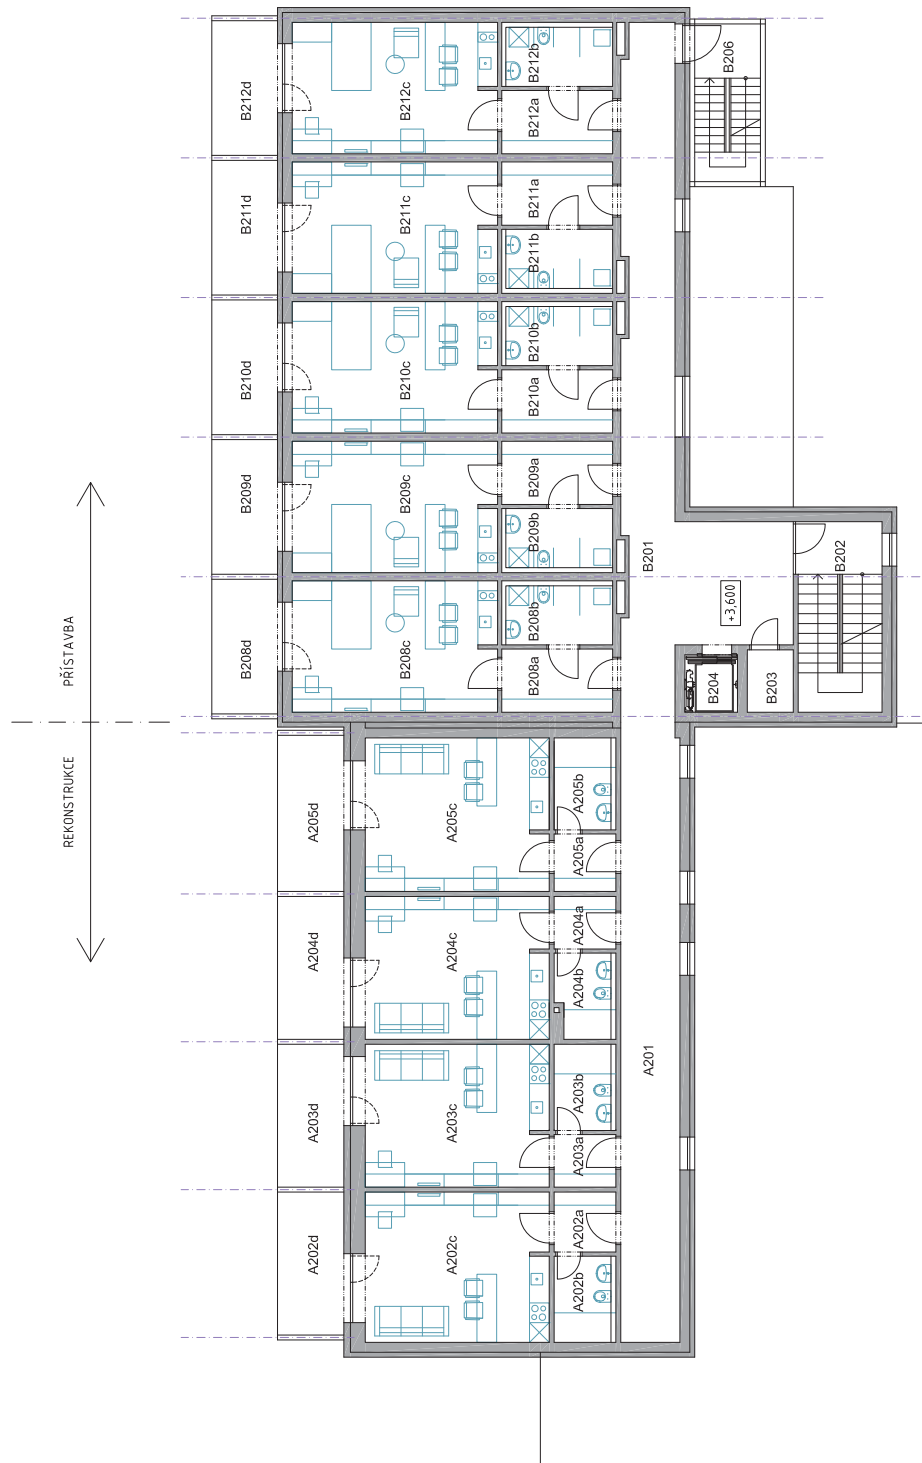 B212d
B212c
B212b
B212a
B206
B211d
B211c
B211a
B211b
B210d
B210c
B210b
B210a
B209d
B209c
B209a
B209b
B201
B202
+3,600
B208d
B208c
B208b
B208a
B204
B203
PŘÍSTAVBA
REKONSTRUKCE
A205d
A205c
A205b
A205a
A204d
A204c
A204a
A204b
A201
A203d
A203c
A203b
A203a
A202d
A202c
A202a
A202b